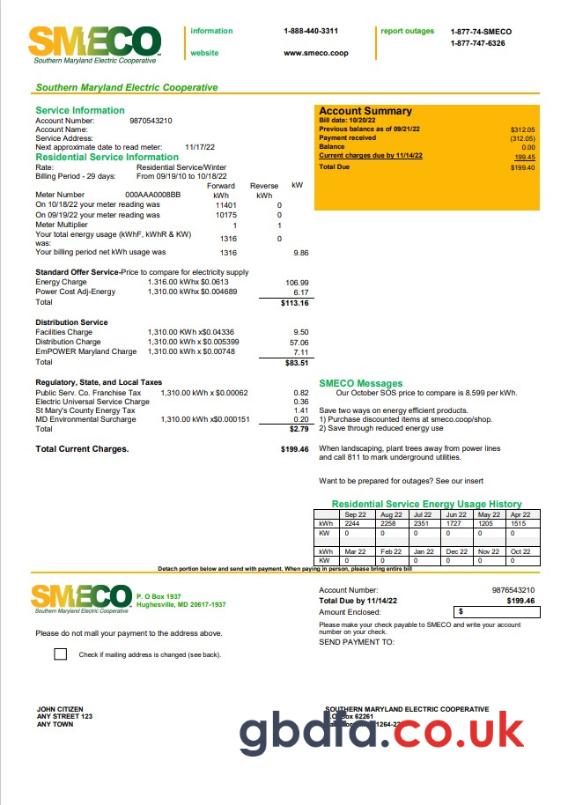 SMECO
Southern Maryland Electric Cooperative
information 1-888-440-3311
website www.smeco.coop
report outages 1-877-74-SMECO
1-877-747-6326
Southern Maryland Electric Cooperative
Service Information
Account Number: 9870543210
Account Name:
Service Address:
Next approximate date to read meter: 11/17/22
Residential Service Information
Rate: Residential Service/Winter
Billing Period - 29 days: From 09/19/10 to 10/18/22
Forward Reverse kW
Meter Number 000AAA0008BB kWh kWh
On 10/18/22 your meter reading was 11401 0
On 09/19/22 your meter reading was 10175 0
Meter Multiplier 1 1
Your total energy usage (kWhF, kWhR & KW)
was: 1316 0
Your billing period net kWh usage was 1316 9.86
Standard Offer Service-Price to compare for electricity supply
Energy Charge 1,316.00 kWhx $0.0613 106.99
Power Cost Adj-Energy 1,310.00 kWhx $0.004689 6.17
Total $113.16
Distribution Service
Facilities Charge 1,310.00 KWh x$0.04336 9.50
Distribution Charge 1,310.00 kWh x$0.005399 57.06
EmPOWER Maryland Charge 1,310.00 kWh x $0.00748 7.11
Total $83.51
Regulatory, State, and Local Taxes
Public Serv. Co. Franchise Tax 1,310.00 kWh x $0.00062 0.82
Electric Universal Service Charge 0.36
St Mary's County Energy Tax 1.41
MD Environmental Surcharge 1,310.00 kWh x$0.000151 0.20
Total $2.79
Total Current Charges. $199.46
Account Summary
Bill date: 10/20/22
Previous balance as of 09/21/22 $312.05
Payment received (312.05)
Balance 0.00
Current charges due by 11/14/22 199.45
Total Due $199.40
SMECO Messages
Our October SOS price to compare is 8.599 per kWh.
Save two ways on energy efficient products.
1) Purchase discounted items at smeco.coop/shop.
2) Save through reduced energy use
When landscaping, plant trees away from power lines
and call 811 to mark underground utilities.
Want to be prepared for outages? See our insert
Residential Service Energy Usage History
Sep 22 Aug 22 Jul 22 Jun 22 May 22 Apr 22
kWh 2244 2258 2351 1727 1205 1515
KW 0 0 0 0 0 0
kWh Mar 22 Feb 22 Jan 22 Dec 22 Nov 22 Oct 22
KW 0 0 0 0 0 0
Detach portion below and send with payment. When paying in person, please bring entire bill
SMECO
Southern Maryland Electric Cooperative
P. O Box 1937
Hughesville, MD 20617-1937
Please do not mall your payment to the address above.
Check if mailing address is changed (see back).
Account Number: 9876543210
Total Due by 11/14/22 $199.46
Amount Enclosed: $
Please make your check payable to SMECO and write your account
number on your check.
SEND PAYMENT TO:
JOHN CITIZEN
ANY STREET 123
ANY TOWN
SOUTHERN MARYLAND ELECTRIC COOPERATIVE
Box 62261
gbdfa.co.uk